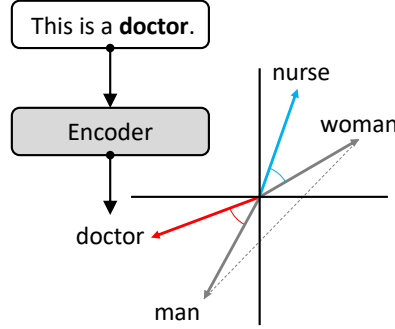 This is a doctor.
Encoder
nurse
woman
doctor
man